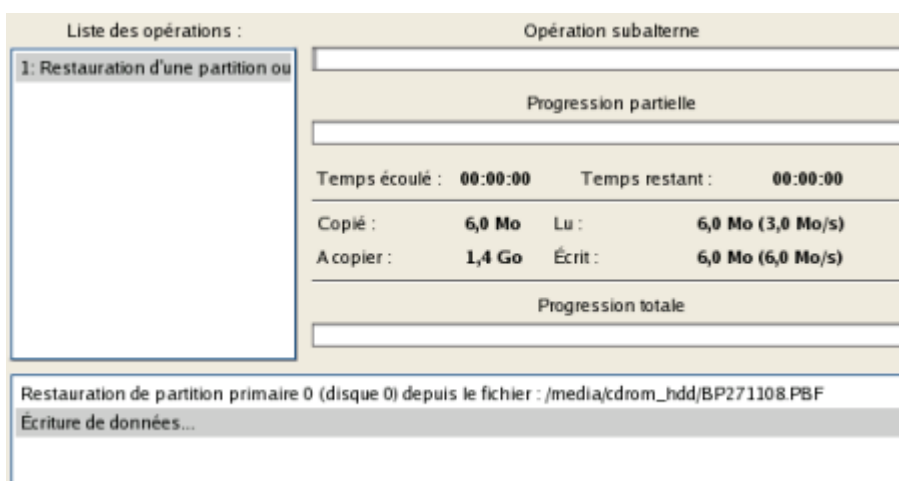 Liste des opérations :
1: Restauration d'une partition ou
Opération subalterne
Progression partielle
Temps écoulé : 00:00:00 Temps restant : 00:00:00
Copié : 6,0 Mo Lu : 6,0 Mo (3,0 Mo/s)
A copier : 1,4 Go Écrit : 6,0 Mo (6,0 Mo/s)
Progression totale
Restauration de partition primaire 0 (disque 0) depuis le fichier : /media/cdrom_hdd/BP271108.PBF
Écriture de données...